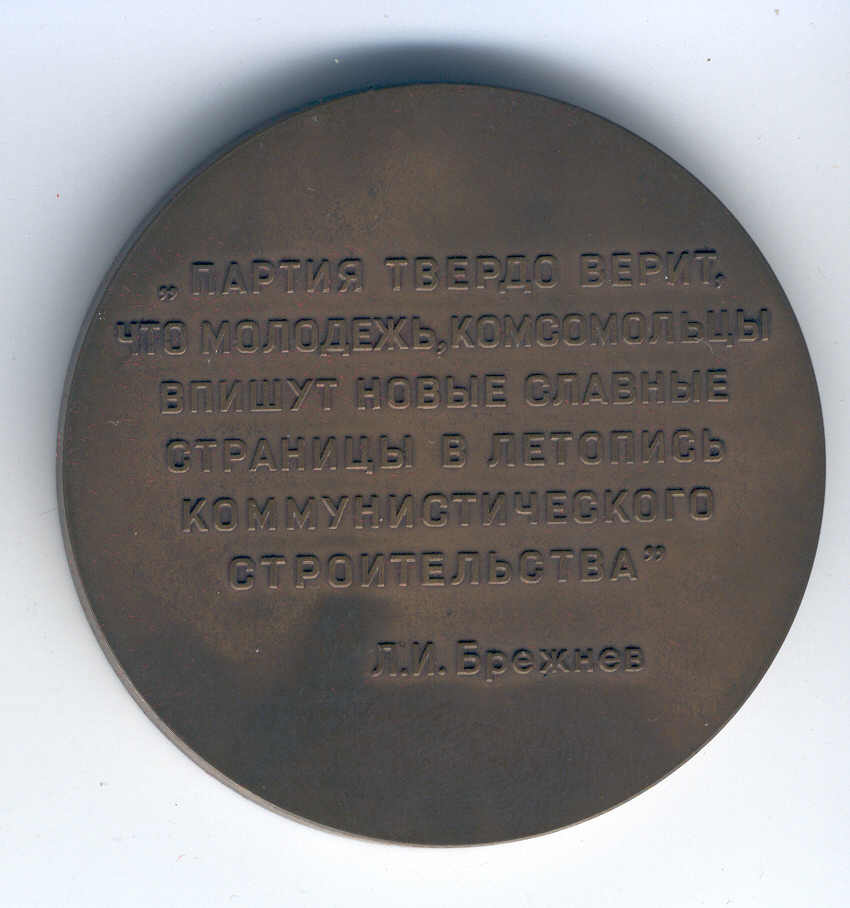 „ПАРТИЯ ТВЕРДО ВЕРИТ,
ЧТО МОЛОДЕЖЬ, КОМСОМОЛЬЦЫ
ВПИШУТ НОВЫЕ СЛАВНЫЕ
СТРАНИЦЫ В ЛЕТОПИСЬ
КОММУНИСТИЧЕСКОГО
СТРОИТЕЛЬСТВА”
Л.И. Брежнев